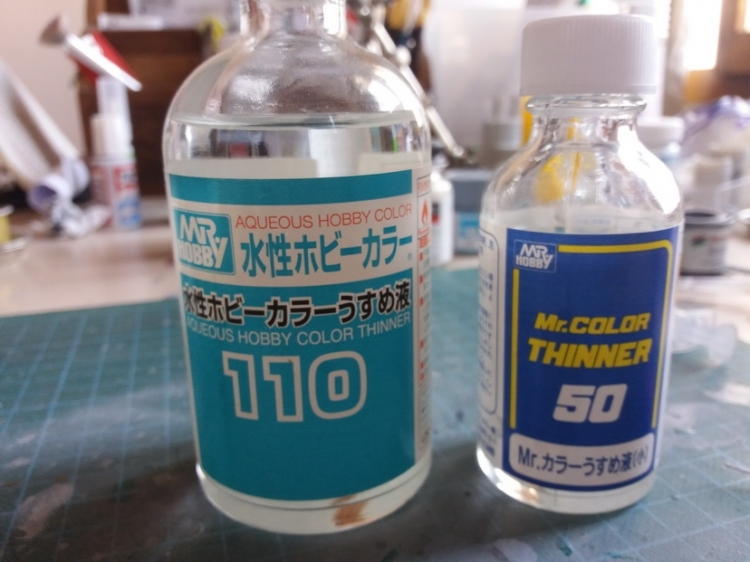 MR HOBBY
AQUEOUS HOBBY COLOR
水性ホビーカラー
水性ホビーカラーうすめ液
AQUEOUS HOBBY COLOR THINNER
110
MR HOBBY
Mr.COLOR
THINNER
50
Mr.カラーうすめ液(小)